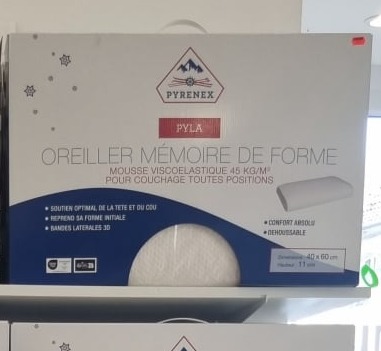 PYRENEX
PYLA
OREILLER MÉMOIRE DE FORME
MOUSSE VISCOELASTIQUE 45 KG/M³
POUR COUCHAGE TOUTES POSITIONS
• SOUTIEN OPTIMAL DE LA TETE ET DU COU
• REPREND SA FORME INITIALE
• BANDES LATERALES 3D
• CONFORT ABSOLU
• DEHOUSSABLE
Dimensions 40 x 60 cm
Hauteur 11 cm
PYRENEX